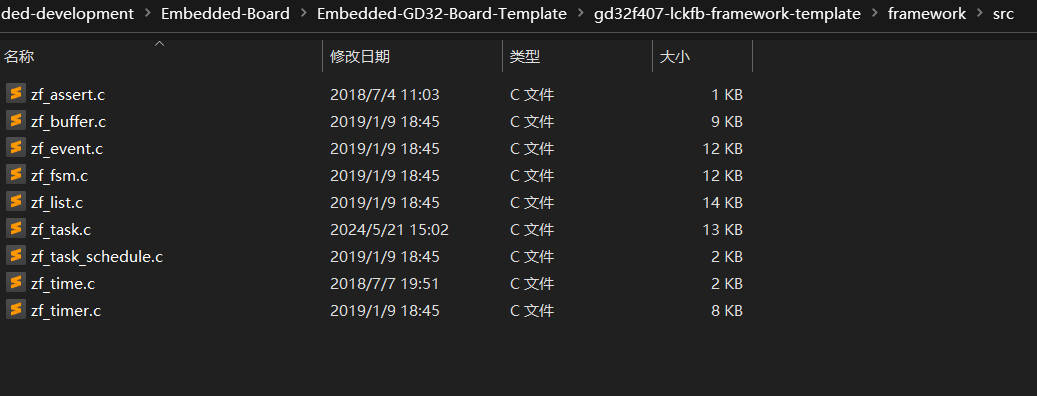 ded-development > Embedded-Board > Embedded-GD32-Board-Template > gd32f407-lckfb-framework-template > framework > src
名称 修改日期 类型 大小
zf_assert.c 2018/7/4 11:03 C 文件 1 KB
zf_buffer.c 2019/1/9 18:45 C 文件 9 KB
zf_event.c 2019/1/9 18:45 C 文件 12 KB
zf_fsm.c 2019/1/9 18:45 C 文件 12 KB
zf_list.c 2019/1/9 18:45 C 文件 14 KB
zf_task.c 2024/5/21 15:02 C 文件 13 KB
zf_task_schedule.c 2019/1/9 18:45 C 文件 2 KB
zf_time.c 2018/7/7 19:51 C 文件 2 KB
zf_timer.c 2019/1/9 18:45 C 文件 8 KB